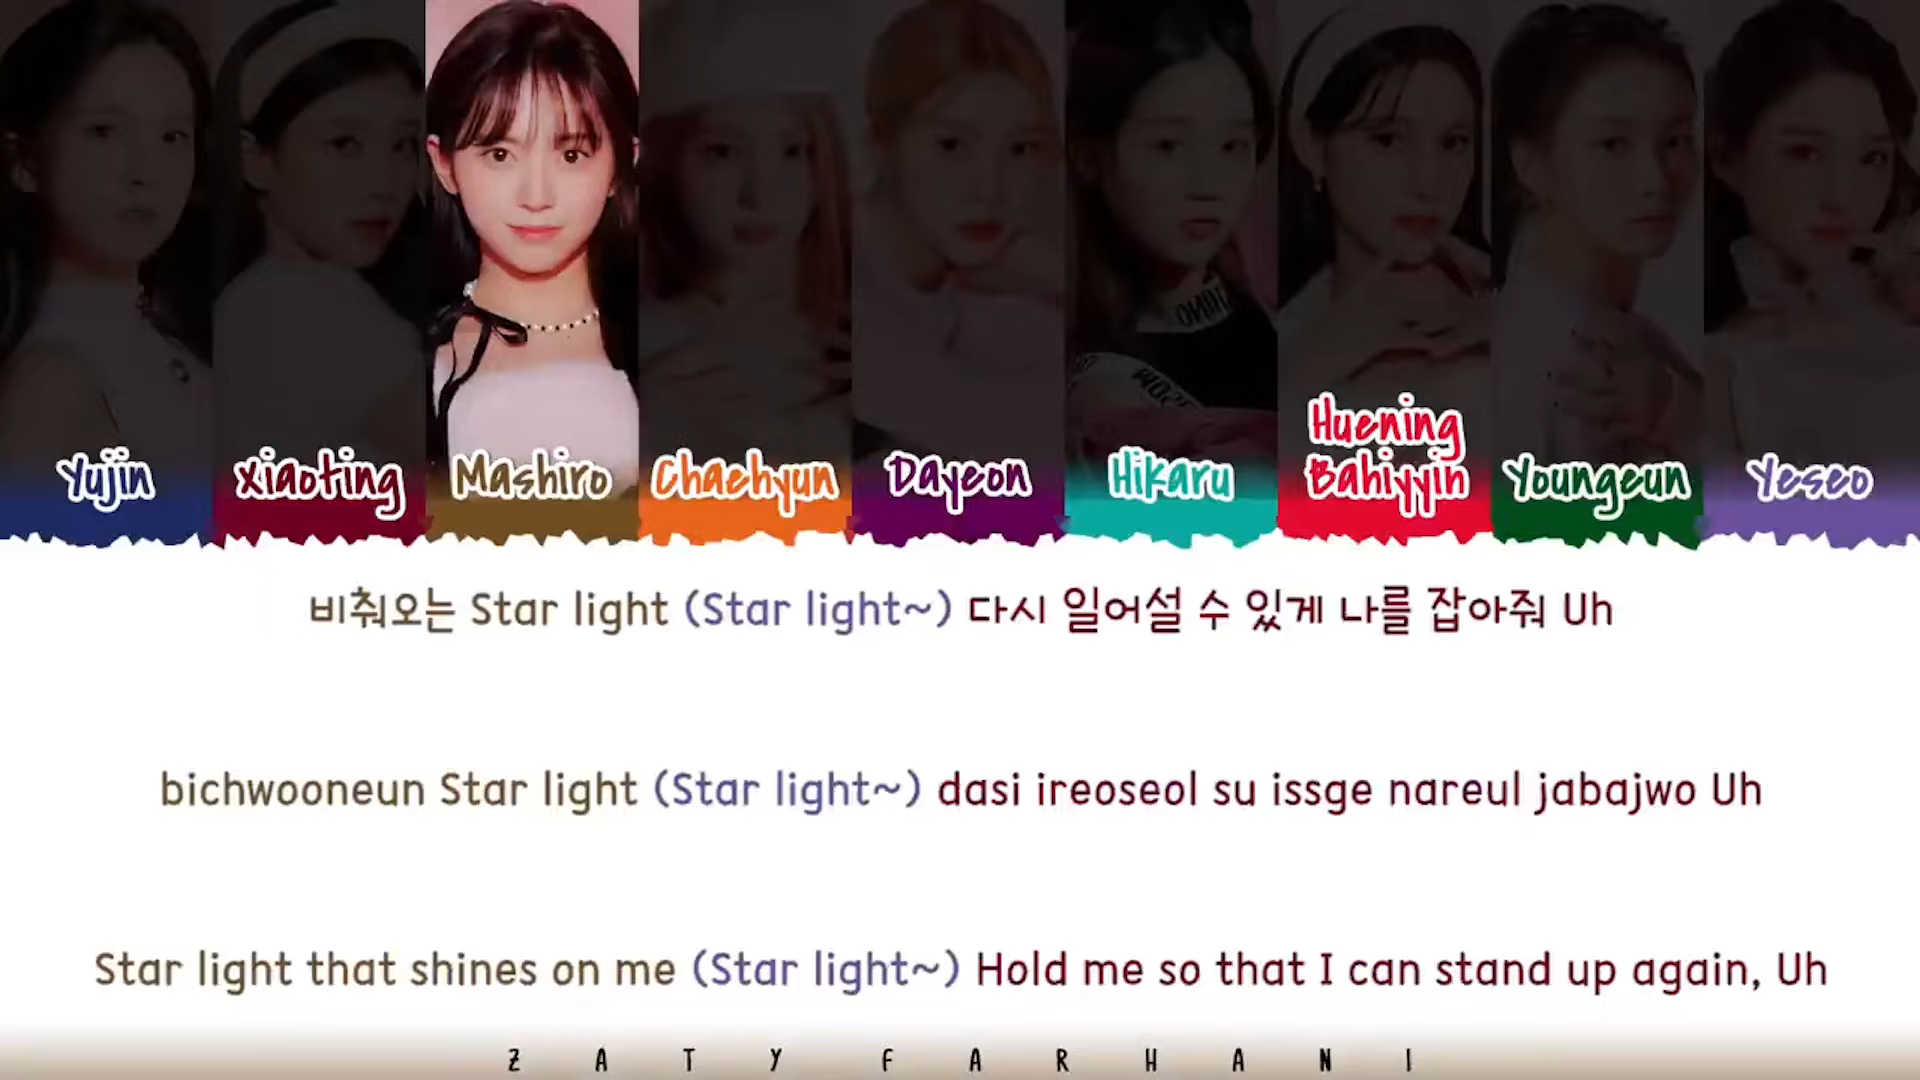 Yujin Xiaoting Mashiro Chaehyun Dayeon Hikaru Huening Bahiyyih Youngeun Yeseo
비춰오는 Star light (Star light~) 다시 일어설 수 있게 나를 잡아줘 Uh
bichwooneun Star light (Star light~) dasi ireoseol su issge nareul jabajwo Uh
Star light that shines on me (Star light~) Hold me so that I can stand up again, Uh
ZATY FARHANI